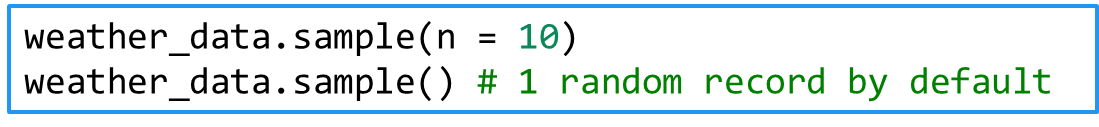 weather_data.sample(n = 10)
weather_data.sample() # 1 random record by default